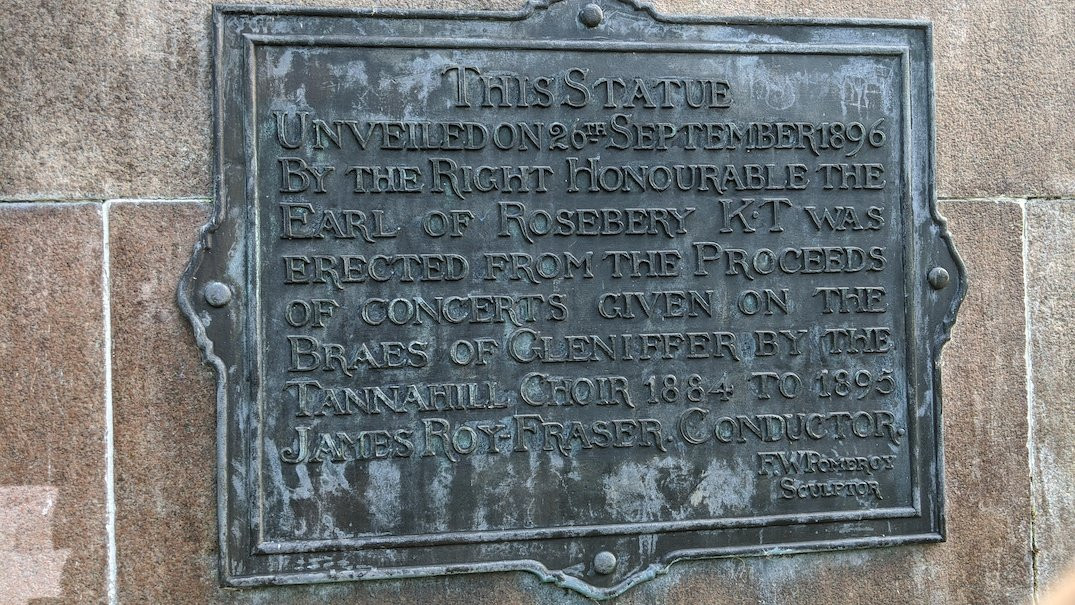 THIS STATUE
UNVEILED ON 26TH SEPTEMBER 1896
BY THE RIGHT HONOURABLE THE
EARL OF ROSEBERY K·T WAS
ERECTED FROM THE PROCEEDS
OF CONCERTS GIVEN ON THE
BRAES OF GLENIFFER BY THE
TANNAHILL CHOIR 1884 TO 1895
JAMES ROY-FRASER. CONDUCTOR.
F.W POMEROY
SCULPTOR